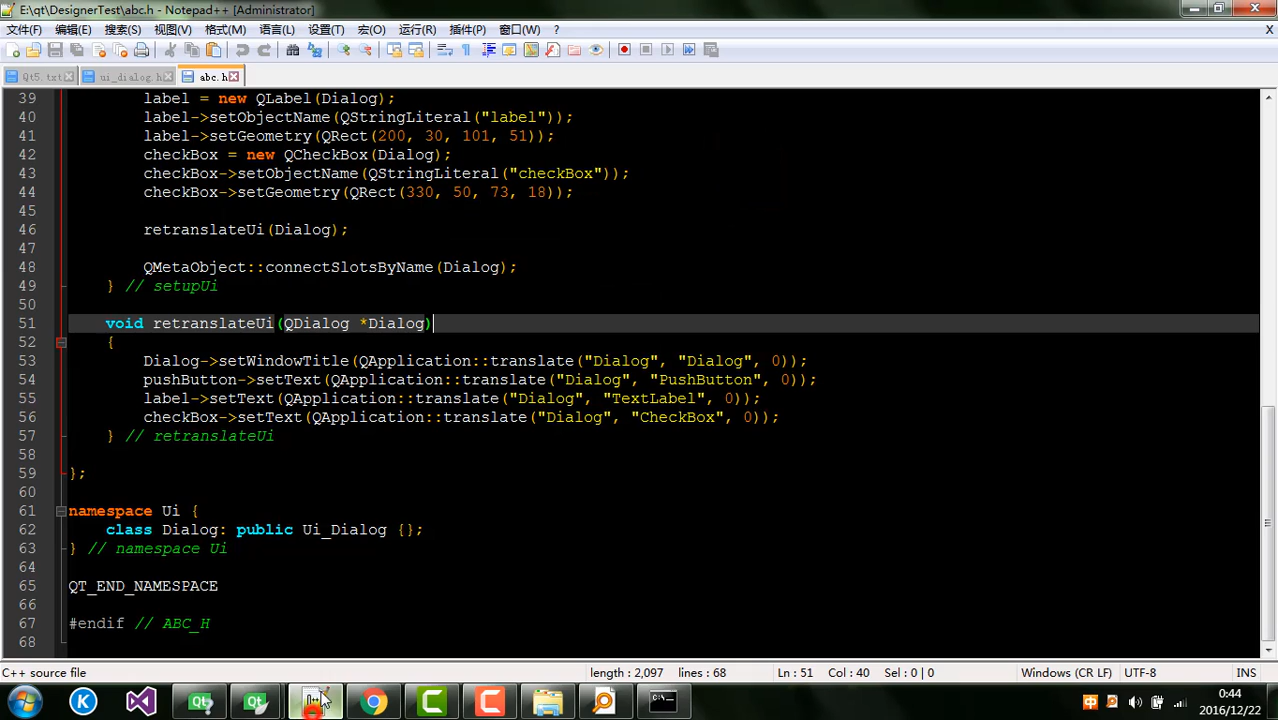 E:\qt\DesignerTest\abc.h - Notepad++ [Administrator]
文件(F) 编辑(E) 搜索(S) 视图(V) 格式(M) 语言(L) 设置(T) 宏(O) 运行(R) 插件(P) 窗口(W) ? X
Qt5.txt ui_dialog.h abc.h
39 label = new QLabel(Dialog);
40 label->setObjectName(QStringLiteral("label"));
41 label->setGeometry(QRect(200, 30, 101, 51));
42 checkBox = new QCheckBox(Dialog);
43 checkBox->setObjectName(QStringLiteral("checkBox"));
44 checkBox->setGeometry(QRect(330, 50, 73, 18));
45
46 retranslateUi(Dialog);
47
48 QMetaObject::connectSlotsByName(Dialog);
49 } // setupUi
50
51 void retranslateUi(QDialog *Dialog)
52 {
53 Dialog->setWindowTitle(QApplication::translate("Dialog", "Dialog", 0));
54 pushButton->setText(QApplication::translate("Dialog", "PushButton", 0));
55 label->setText(QApplication::translate("Dialog", "TextLabel", 0));
56 checkBox->setText(QApplication::translate("Dialog", "CheckBox", 0));
57 } // retranslateUi
58
59 };
60
61 namespace Ui {
62 class Dialog: public Ui_Dialog {};
63 } // namespace Ui
64
65 QT_END_NAMESPACE
66
67 #endif // ABC_H
68
C++ source file length : 2,097 lines : 68 Ln : 51 Col : 40 Sel : 0 | 0 Windows (CR LF) UTF-8 INS
0:44
2016/12/22